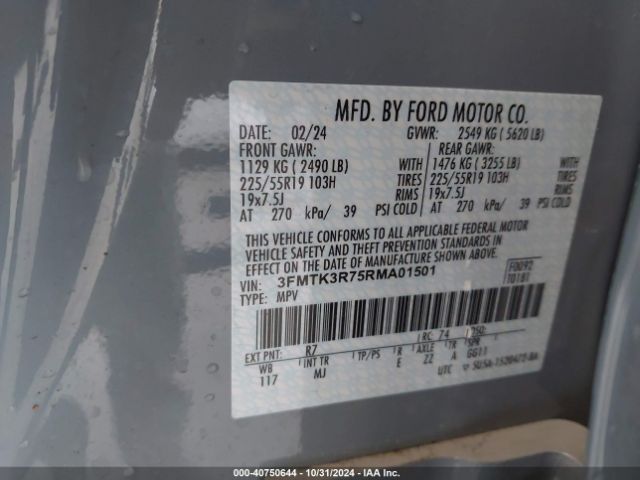 MFD. BY FORD MOTOR CO.
DATE: 02/24 GVWR: 2549 KG ( 5620 LB)
FRONT GAWR: REAR GAWR:
1129 KG ( 2490 LB) WITH 1476 KG ( 3255 LB) WITH
225/55R19 103H TIRES 225/55R19 103H TIRES
19x7.5J RIMS 19x7.5J RIMS
AT 270 kPa/ 39 PSI COLD AT 270 kPa/ 39 PSI COLD
THIS VEHICLE CONFORMS TO ALL APPLICABLE FEDERAL MOTOR
VEHICLE SAFETY AND THEFT PREVENTION STANDARDS IN
EFFECT ON THE DATE OF MANUFACTURE SHOWN ABOVE.
VIN: 3FMTK3R75RMA01501 F0092
TYPE: MPV T0181
EXT PNT: R7 RC: 74 DSO:
WB INT TR TP/PS R AXLE TR SPR
117 MJ E ZZ A GG11
UTC
000-40750644 - 10/31/2024 - IAA Inc.